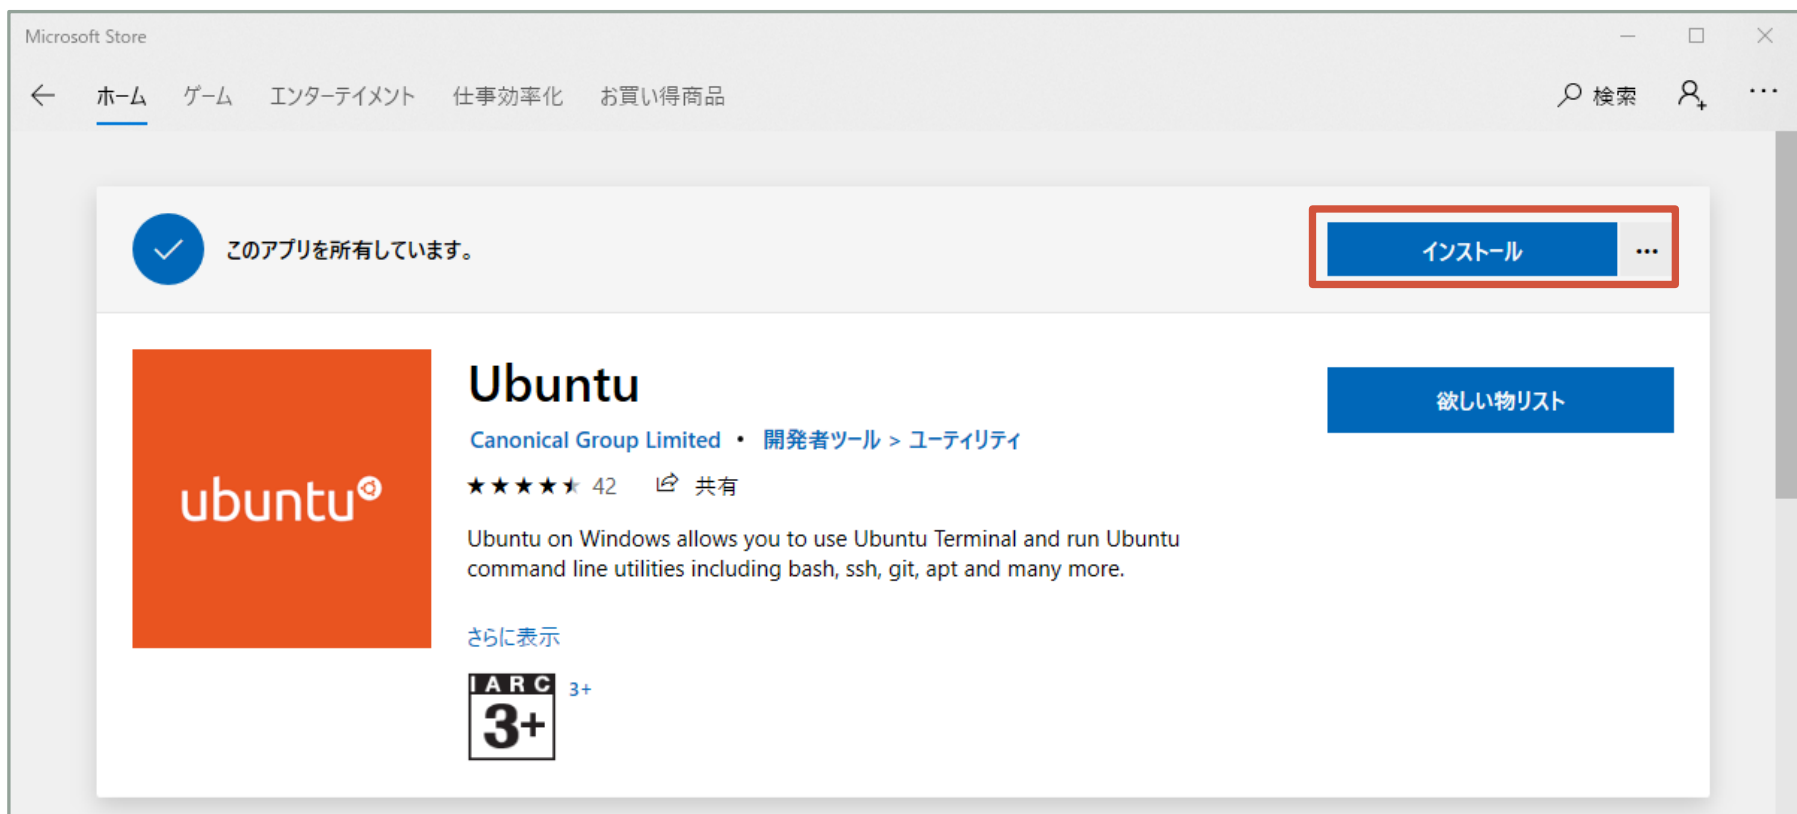 Microsoft Store
ホーム ゲーム エンターテイメント 仕事効率化 お買い得商品 検索
このアプリを所有しています。 インストール
ubuntu
Ubuntu
欲しい物リスト
Canonical Group Limited • 開発者ツール > ユーティリティ
42 共有
Ubuntu on Windows allows you to use Ubuntu Terminal and run Ubuntu
command line utilities including bash, ssh, git, apt and many more.
さらに表示
IARC
3+
3+